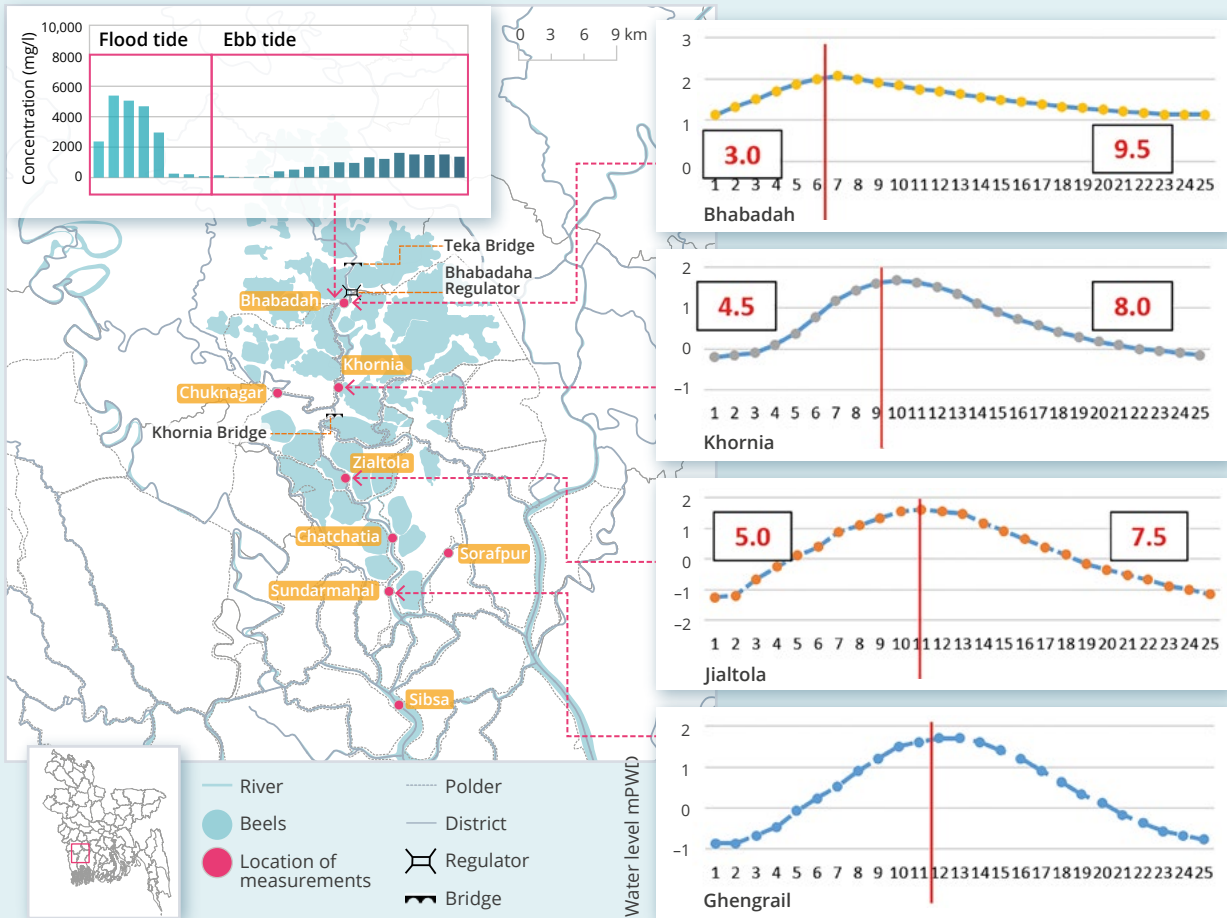 10,000
8000
6000
4000
2000
0
Concentration (mg/l)
Flood tide Ebb tide
0 3 6 9 km
Teka Bridge
Bhabadaha
Regulator
Bhabadah
Khornia
Chuknagar
Khornia Bridge
Zialtola
Chatchatia
Sorafpur
Sundarmahal
Sibsa
River
Beels
Location of
measurements
Polder
District
Regulator
Bridge
3
2
1
0
3.0
9.5
1 2 3 4 5 6 7 8 9 10 11 12 13 14 15 16 17 18 19 20 21 22 23 24 25
Bhabadah
2
1
0
–1
4.5
8.0
1 2 3 4 5 6 7 8 9 10 11 12 13 14 15 16 17 18 19 20 21 22 23 24 25
Khornia
2
1
0
–1
–2
5.0
7.5
1 2 3 4 5 6 7 8 9 10 11 12 13 14 15 16 17 18 19 20 21 22 23 24 25
Jialtola
Water level mPWD
2
1
0
–1
1 2 3 4 5 6 7 8 9 10 11 12 13 14 15 16 17 18 19 20 21 22 23 24 25
Ghengrail